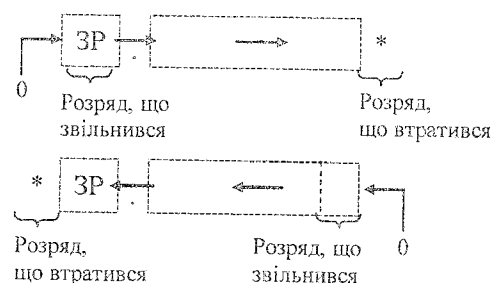 ЗР
*
0
Розряд, що
звільнився
Розряд,
що втратився
*
ЗР
0
Розряд,
що втратився
Розряд, що
звільнився